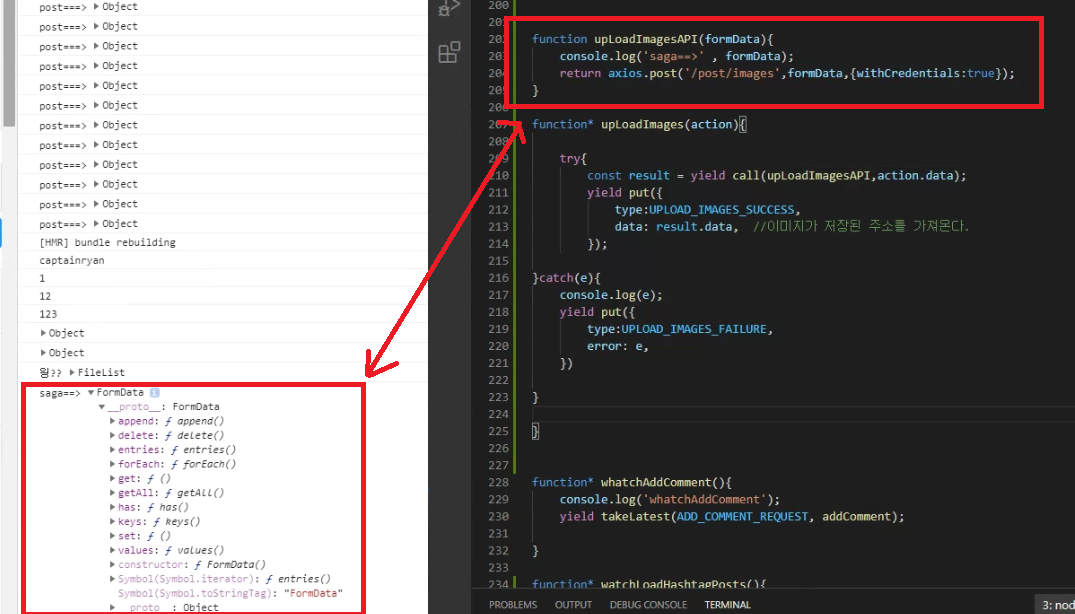 post===> ▶Object
post===> ▶Object
post===> ▶Object
post===> ▶Object
post===> ▶Object
post===> ▶Object
post===> ▶Object
post===> ▶Object
post===> ▶Object
post===> ▶Object
post===> ▶Object
post===> ▶Object
[HMR] bundle rebuilding
captainryan
1
12
123
▶Object
▶Object
?? ▶FileList
saga==> ▼FormData i
▼__proto__: FormData
▶append: ƒ append()
▶delete: ƒ delete()
▶entries: ƒ entries()
▶forEach: ƒ forEach()
▶get: ƒ ()
▶getAll: ƒ getAll()
▶has: ƒ has()
▶keys: ƒ keys()
▶set: ƒ ()
▶values: ƒ values()
▶constructor: ƒ FormData()
▶Symbol(Symbol.iterator): ƒ entries()
Symbol(Symbol.toStringTag): "FormData"
▶__proto__: Object
200
201
202 function upLoadImagesAPI(formData){
203 console.log('saga==>' , formData);
204 return axios.post('/post/images',formData,{withCredentials:true});
205 }
206
207 function* upLoadImages(action){
208
209 try{
210 const result = yield call(upLoadImagesAPI,action.data);
211 yield put({
212 type:UPLOAD_IMAGES_SUCCESS,
213 data: result.data, //이미지가 저장된 주소를 가져온다.
214 });
215
216 }catch(e){
217 console.log(e);
218 yield put({
219 type:UPLOAD_IMAGES_FAILURE,
220 error: e,
221 })
222
223 }
224
225 }
226
227
228 function* whatchAddComment(){
229 console.log('whatchAddComment');
230 yield takeLatest(ADD_COMMENT_REQUEST, addComment);
231
232 }
233
234 function* watchLoadHashtagPosts(){
PROBLEMS OUTPUT DEBUG CONSOLE TERMINAL 3: nod